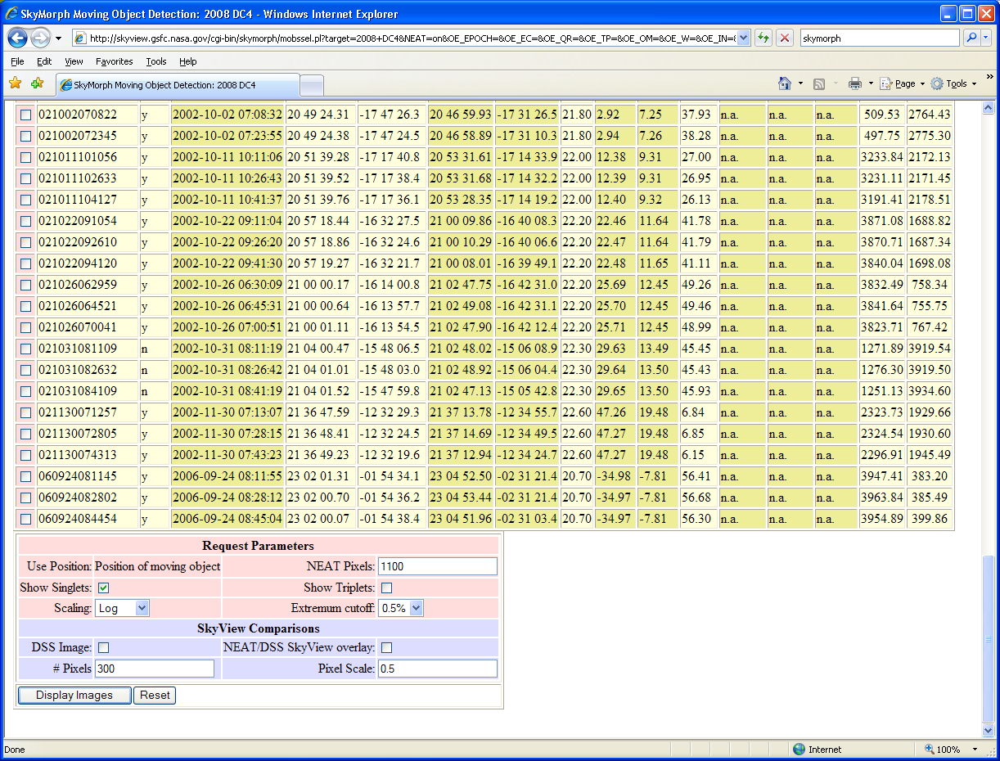 SkyMorph Moving Object Detection: 2008 DC4 - Windows Internet Explorer
http://skyview.gsfc.nasa.gov/cgi-bin/skymorph/mobssel.pl?target=2008+DC4&NEAT=on&OE_EPOCH=&OE_EC=&OE_QR=&OE_TP=&OE_OM=&OE_W=&OE_IN=& skymorph
File Edit View Favorites Tools Help
SkyMorph Moving Object Detection: 2008 DC4 Page Tools »
021002070822 y 2002-10-02 07:08:32 20 49 24.31 -17 47 26.3 20 46 59.93 -17 31 26.5 21.80 2.92 7.25 37.93 n.a. n.a. n.a. 509.53 2764.43
021002072345 y 2002-10-02 07:23:55 20 49 24.38 -17 47 24.5 20 46 58.89 -17 31 10.3 21.80 2.94 7.26 38.28 n.a. n.a. n.a. 497.75 2775.30
021011101056 y 2002-10-11 10:11:06 20 51 39.28 -17 17 40.8 20 53 31.61 -17 14 33.9 22.00 12.38 9.31 27.00 n.a. n.a. n.a. 3233.84 2172.13
021011102633 y 2002-10-11 10:26:43 20 51 39.52 -17 17 38.4 20 53 31.68 -17 14 32.2 22.00 12.39 9.31 26.95 n.a. n.a. n.a. 3231.11 2171.45
021011104127 y 2002-10-11 10:41:37 20 51 39.76 -17 17 36.1 20 53 28.35 -17 14 19.2 22.00 12.40 9.32 26.13 n.a. n.a. n.a. 3191.41 2178.51
021022091054 y 2002-10-22 09:11:04 20 57 18.44 -16 32 27.5 21 00 09.86 -16 40 08.3 22.20 22.46 11.64 41.78 n.a. n.a. n.a. 3871.08 1688.82
021022092610 y 2002-10-22 09:26:20 20 57 18.86 -16 32 24.6 21 00 10.29 -16 40 06.6 22.20 22.47 11.64 41.79 n.a. n.a. n.a. 3870.71 1687.34
021022094120 y 2002-10-22 09:41:30 20 57 19.27 -16 32 21.7 21 00 08.01 -16 39 49.1 22.20 22.48 11.65 41.11 n.a. n.a. n.a. 3840.04 1698.08
021026062959 y 2002-10-26 06:30:09 21 00 00.17 -16 14 00.8 21 02 47.75 -16 42 31.0 22.20 25.69 12.45 49.26 n.a. n.a. n.a. 3832.49 758.34
021026064521 y 2002-10-26 06:45:31 21 00 00.64 -16 13 57.7 21 02 49.08 -16 42 31.1 22.20 25.70 12.45 49.46 n.a. n.a. n.a. 3841.64 755.75
021026070041 y 2002-10-26 07:00:51 21 00 01.11 -16 13 54.5 21 02 47.90 -16 42 12.4 22.20 25.71 12.45 48.99 n.a. n.a. n.a. 3823.71 767.42
021031081109 n 2002-10-31 08:11:19 21 04 00.47 -15 48 06.5 21 02 48.02 -15 06 08.9 22.30 29.63 13.49 45.45 n.a. n.a. n.a. 1271.89 3919.54
021031082632 n 2002-10-31 08:26:42 21 04 01.01 -15 48 03.0 21 02 48.92 -15 06 04.4 22.30 29.64 13.50 45.43 n.a. n.a. n.a. 1276.30 3919.50
021031084109 n 2002-10-31 08:41:19 21 04 01.52 -15 47 59.8 21 02 47.13 -15 05 42.8 22.30 29.65 13.50 45.93 n.a. n.a. n.a. 1251.13 3934.60
021130071257 y 2002-11-30 07:13:07 21 36 47.59 -12 32 29.3 21 37 13.78 -12 34 55.7 22.60 47.26 19.48 6.84 n.a. n.a. n.a. 2323.73 1929.66
021130072805 y 2002-11-30 07:28:15 21 36 48.41 -12 32 24.5 21 37 14.69 -12 34 49.5 22.60 47.27 19.48 6.85 n.a. n.a. n.a. 2324.54 1930.60
021130074313 y 2002-11-30 07:43:23 21 36 49.23 -12 32 19.6 21 37 12.94 -12 34 24.7 22.60 47.27 19.48 6.15 n.a. n.a. n.a. 2296.91 1945.49
060924081145 y 2006-09-24 08:11:55 23 02 01.31 -01 54 34.1 23 04 52.50 -02 31 21.4 20.70 -34.98 -7.81 56.41 n.a. n.a. n.a. 3947.41 383.20
060924082802 y 2006-09-24 08:28:12 23 02 00.70 -01 54 36.2 23 04 53.44 -02 31 21.4 20.70 -34.97 -7.81 56.68 n.a. n.a. n.a. 3963.84 385.49
060924084454 y 2006-09-24 08:45:04 23 02 00.07 -01 54 38.4 23 04 51.96 -02 31 03.4 20.70 -34.97 -7.81 56.30 n.a. n.a. n.a. 3954.89 399.86
Request Parameters
Use Position: Position of moving object NEAT Pixels: 1100
Show Singlets: Show Triplets:
Scaling: Log Extremum cutoff: 0.5%
SkyView Comparisons
DSS Image: NEAT/DSS SkyView overlay:
# Pixels 300 Pixel Scale: 0.5
Display Images Reset
Done Internet 100%